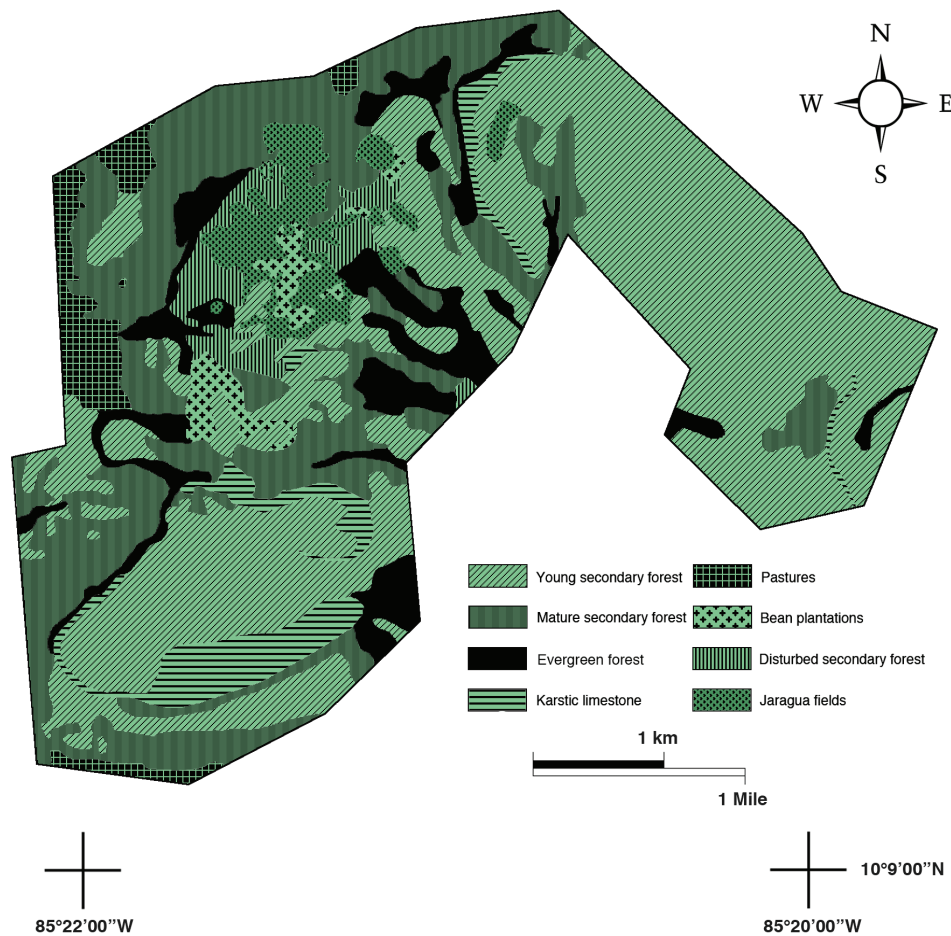 N
W
E
S
Young secondary forest
Pastures
Mature secondary forest
Bean plantations
Evergreen forest
Disturbed secondary forest
Karstic limestone
Jaragua fields
1 km
1 Mile
10°9'00"N
85°22'00"W
85°20'00"W